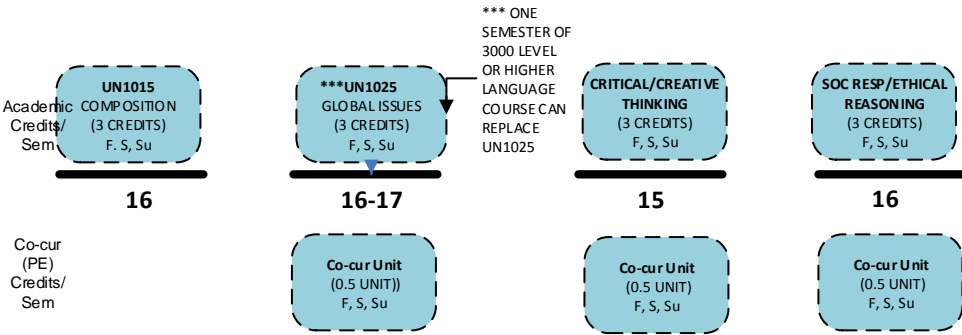 *** ONE
SEMESTER OF
3000 LEVEL
OR HIGHER
LANGUAGE
COURSE CAN
REPLACE
UN1025
Academic
Credits/
Sem
UN1015
COMPOSITION
(3 CREDITS)
F. S, Su
***UN1025
GLOBAL ISSUES
(3 CREDITS)
F, S, Su
CRITICAL/CREATIVE
THINKING
(3 CREDITS)
F, S, Su
SOC RESP/ETHICAL
REASONING
(3 CREDITS)
F, S, Su
16
16-17
15
16
Co-cur
(PE)
Credits/
Sem
Co-cur Unit
(0.5 UNIT))
F, S, Su
Co-cur Unit
(0.5 UNIT)
F, S, Su
Co-cur Unit
(0.5 UNIT)
F, S, Su